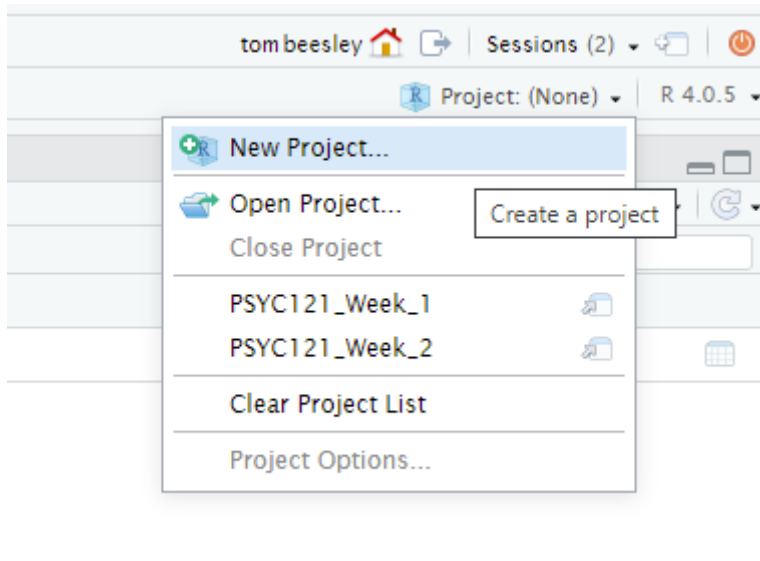 tom beesley Sessions (2)
Project: (None) R 4.0.5
New Project...
Open Project...
Create a project
Close Project
PSYC121_Week_1
PSYC121_Week_2
Clear Project List
Project Options...